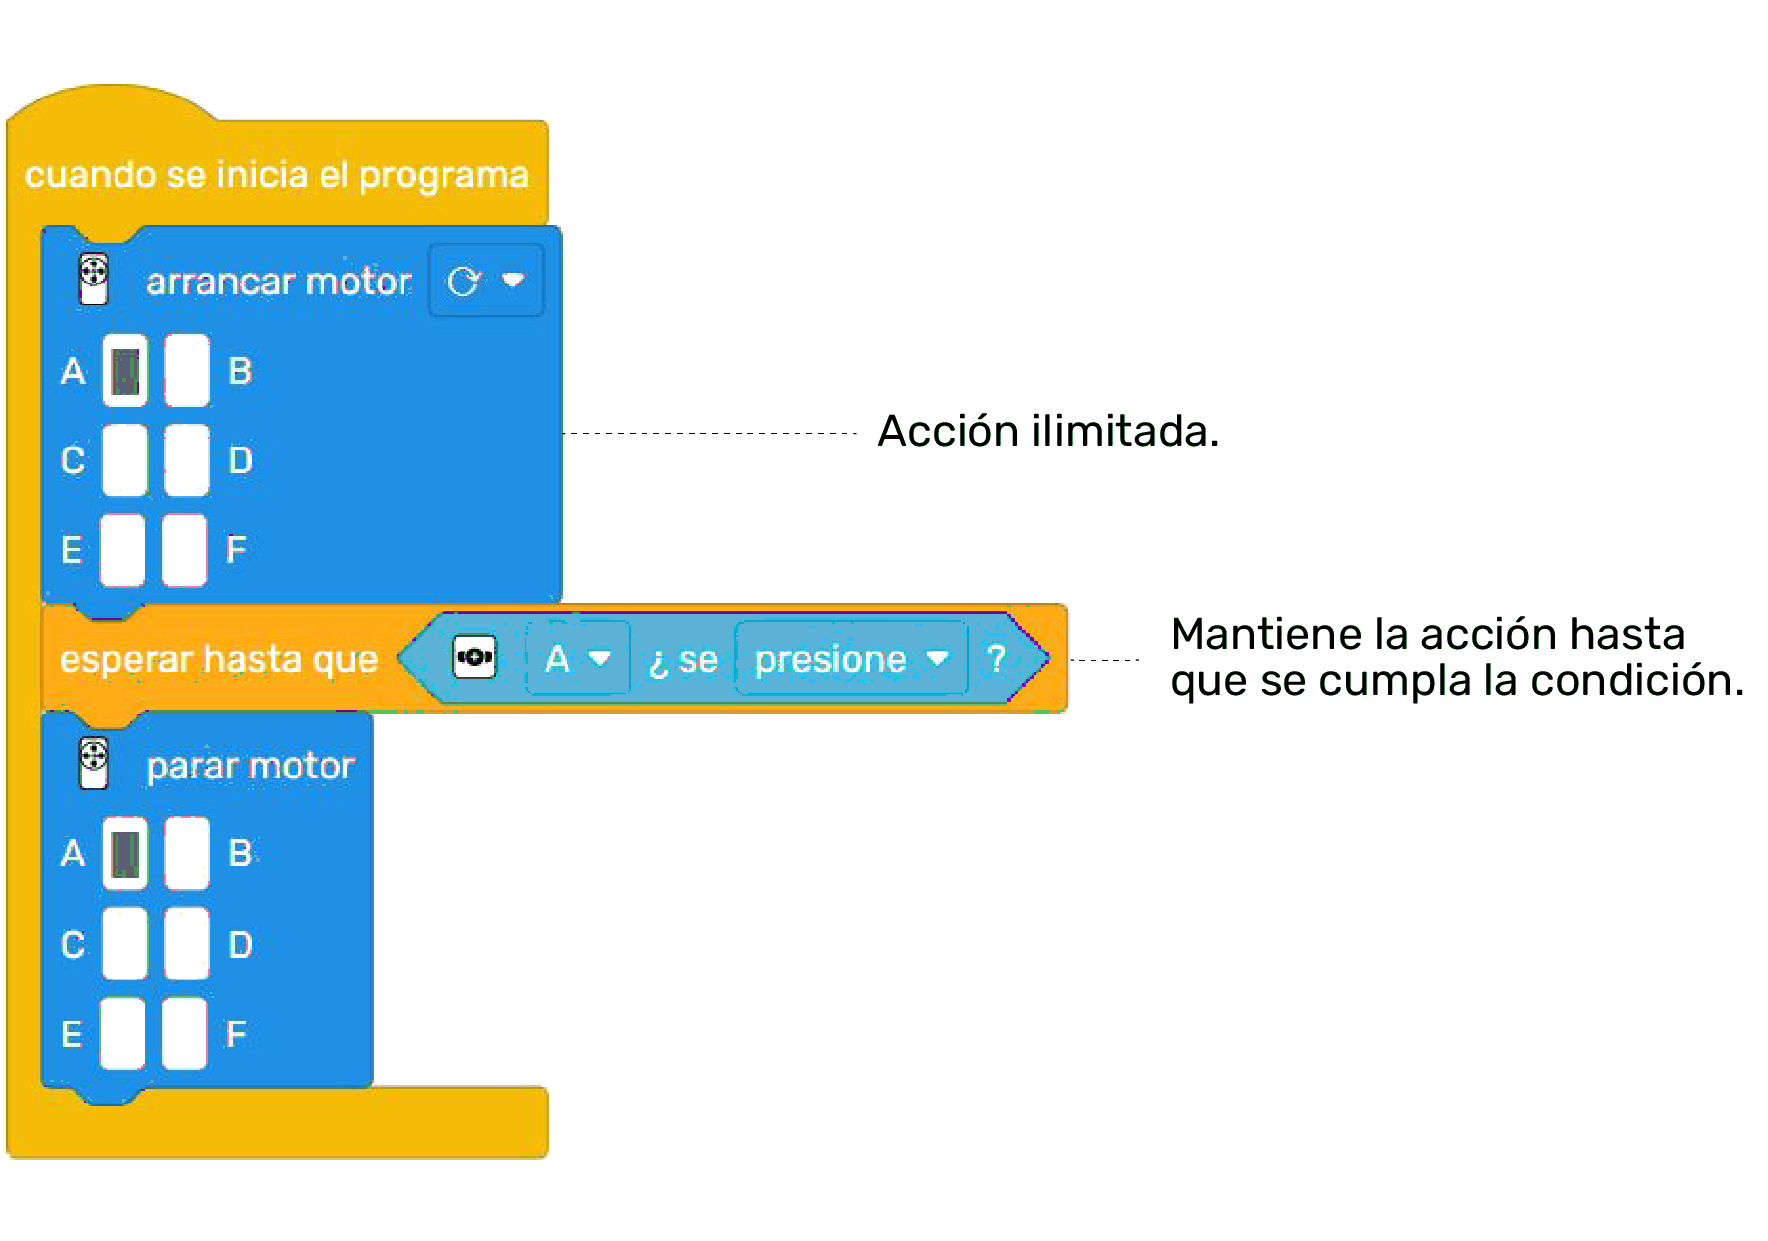 cuando se inicia el programa
arrancar motor
A B
C D
E F
Acción ilimitada.
esperar hasta que A ¿ se presione ?
Mantiene la acción hasta
que se cumpla la condición.
parar motor
A B
C D
E F